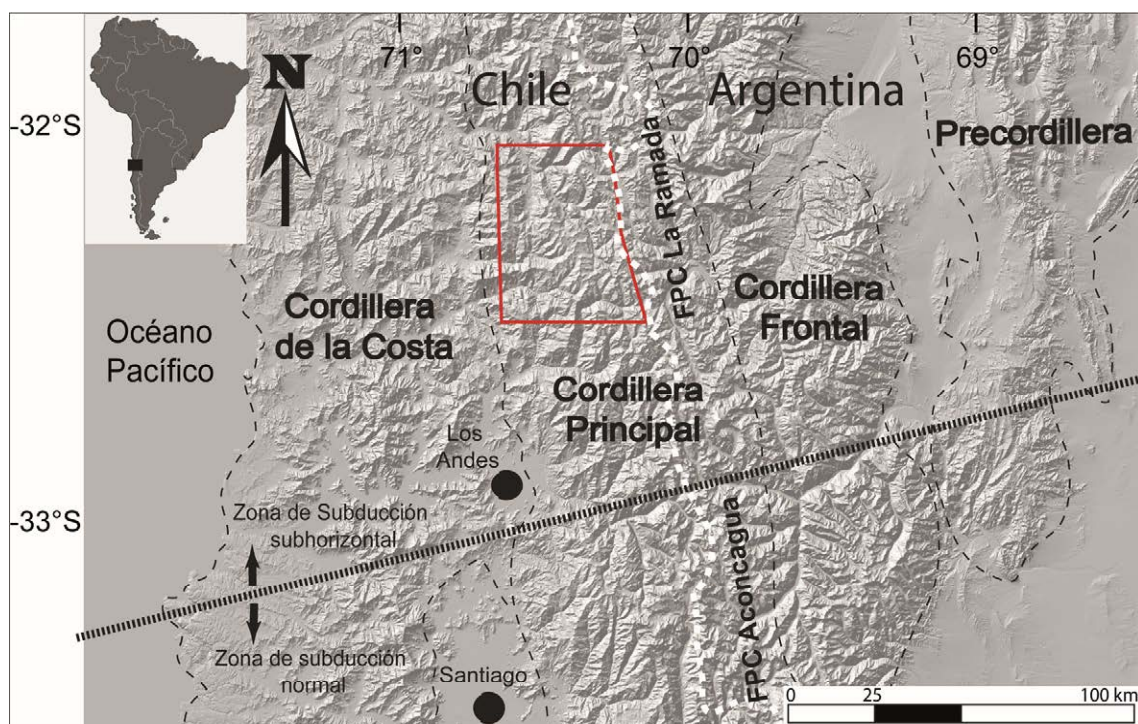 71°
70°
69°
N
Chile
Argentina
-32°S
Precordillera
FPC La Ramada
Cordillera
de la Costa
Cordillera
Frontal
Océano
Pacífico
Cordillera
Principal
Los
Andes
-33°S
Zona de Subducción
subhorizontal
FPC Aconcagua
Zona de subducción
normal
Santiago
0 25 100 km